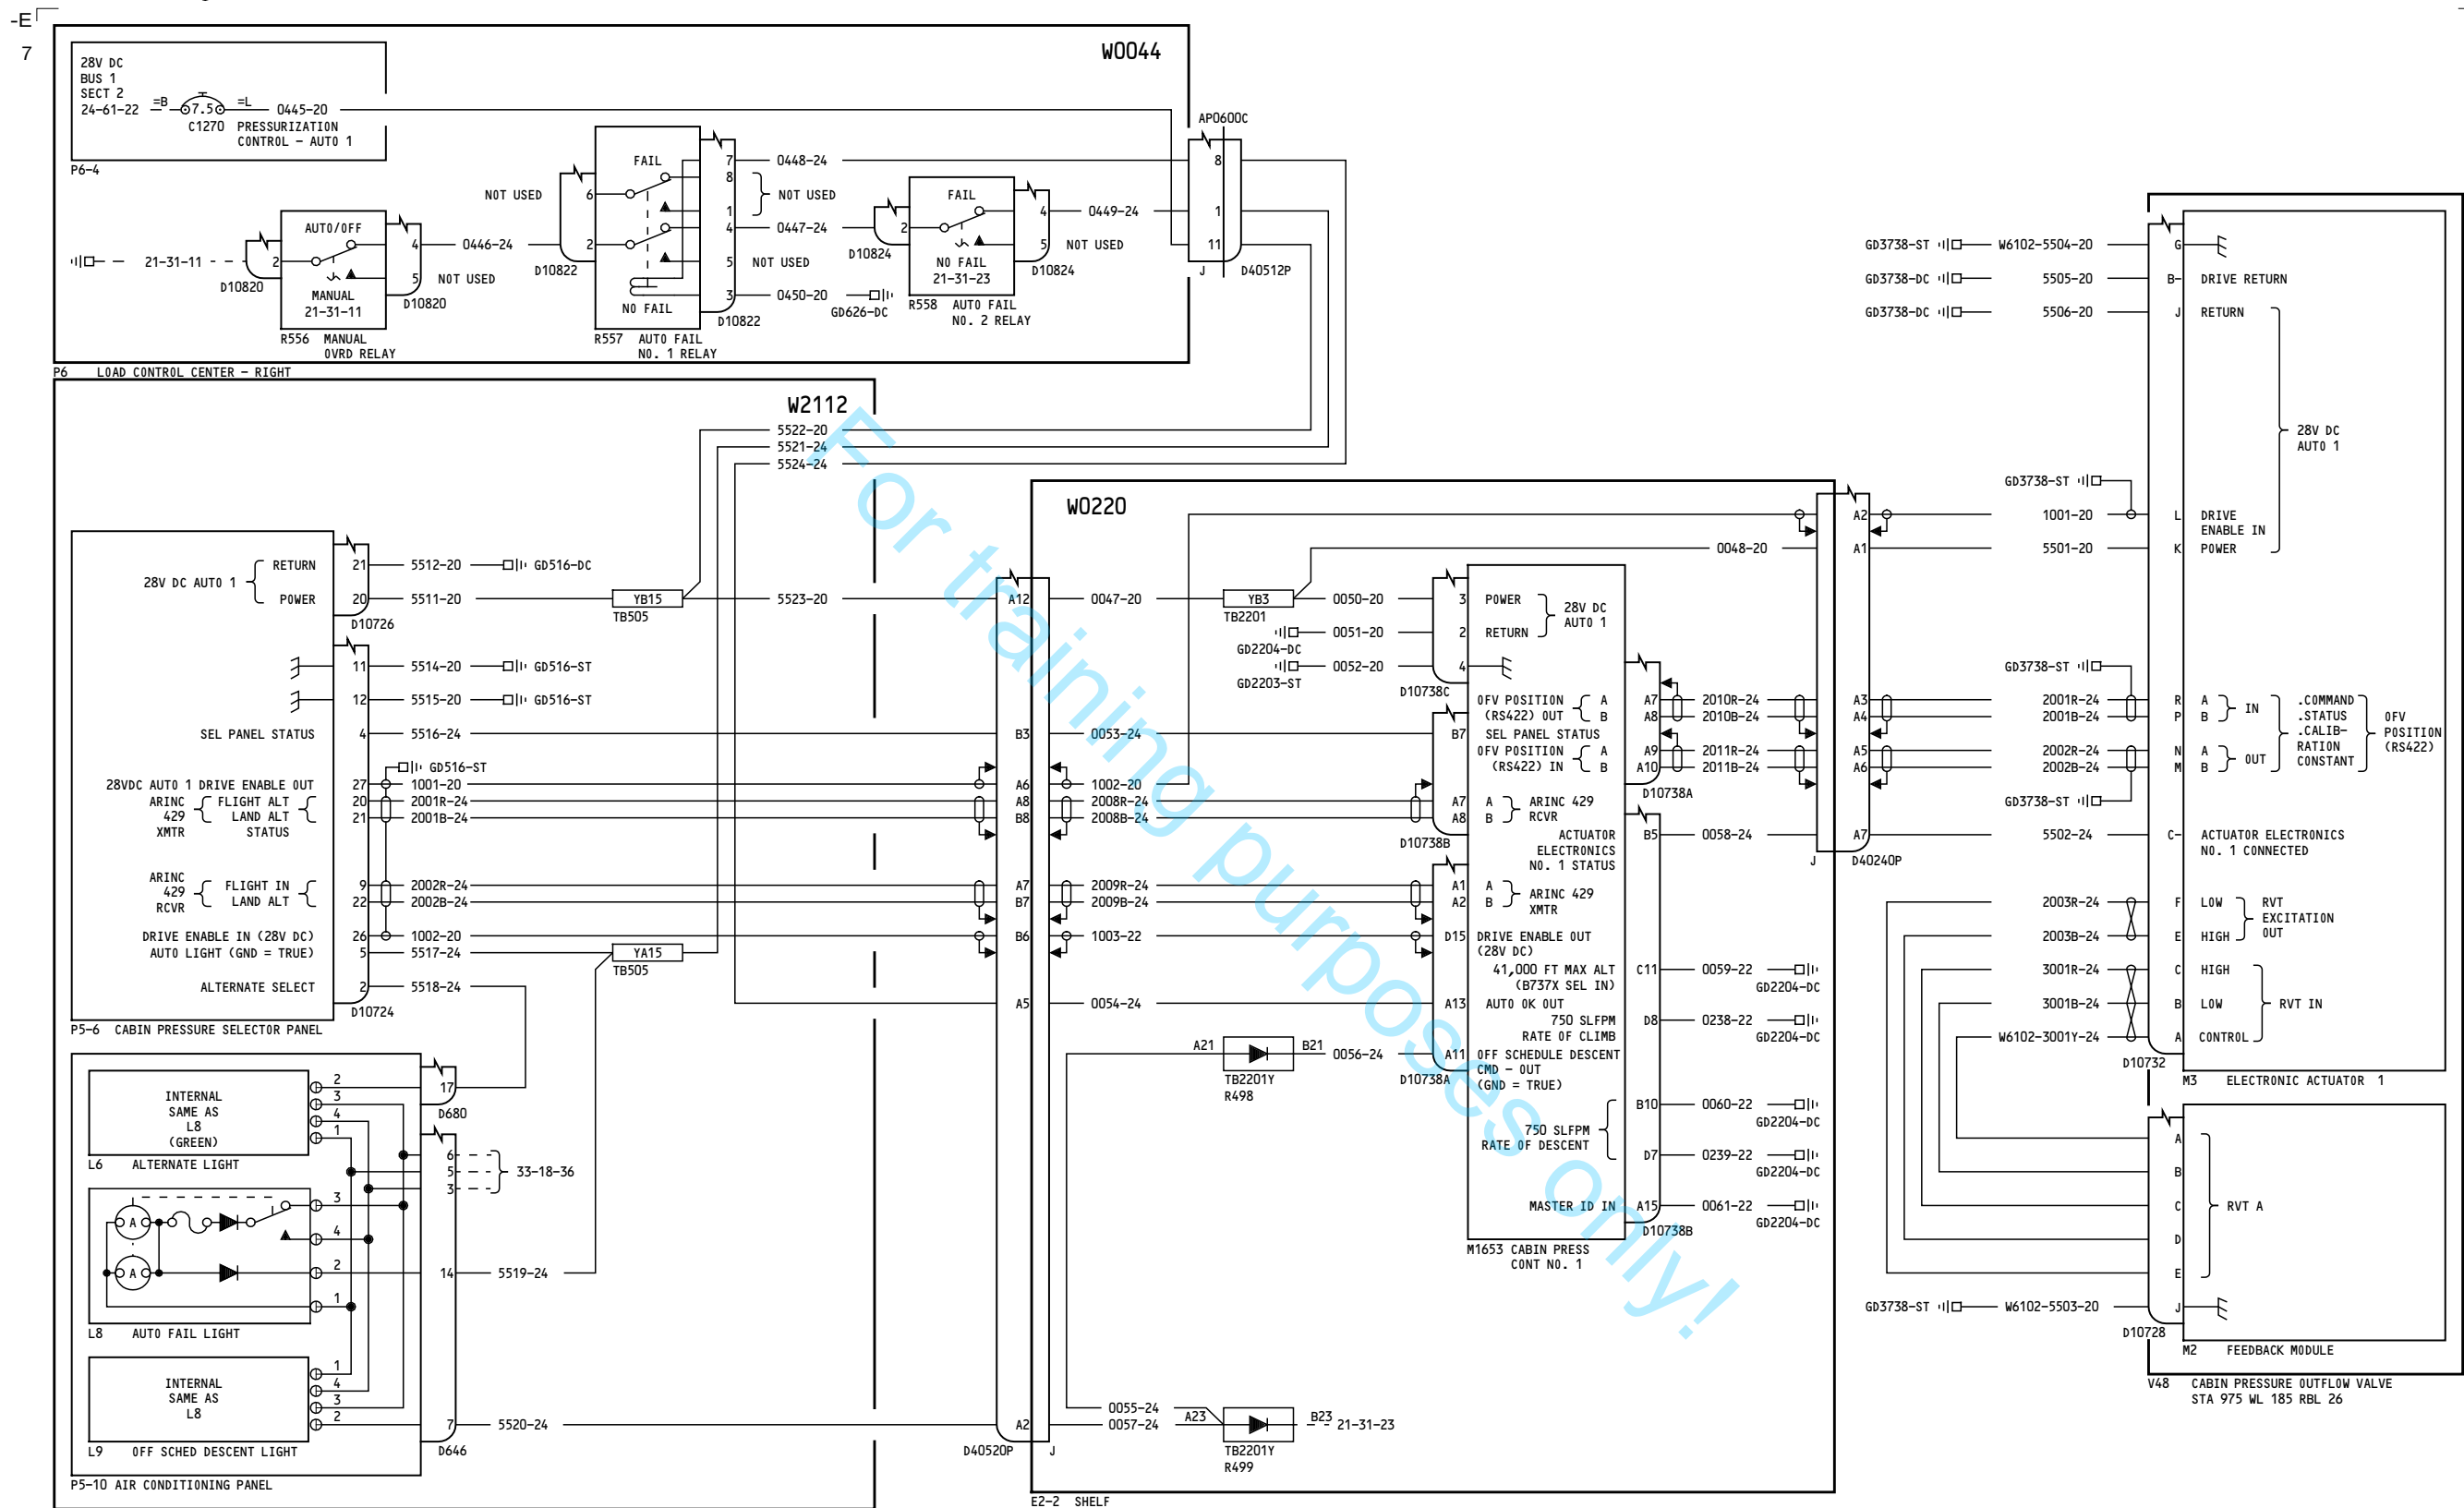 -E
7
W0044
28V DC
BUS 1
SECT 2
24-61-22
=B
7.5
=L
0445-20
C1270 PRESSURIZATION
CONTROL - AUTO 1
P6-4
21-31-11
2
D10820
AUTO/OFF
MANUAL
21-31-11
4
5
D10820
R556 MANUAL
OVRD RELAY
0446-24
NOT USED
NOT USED
6
2
D10822
FAIL
NO FAIL
7
8
1
4
5
3
D10822
R557 AUTO FAIL
NO. 1 RELAY
0448-24
NOT USED
0447-24
NOT USED
0450-20
GD626-DC
2
D10824
FAIL
NO FAIL
21-31-23
4
5
D10824
R558 AUTO FAIL
NO. 2 RELAY
0449-24
NOT USED
AP0600C
8
1
11
J
D40512P
P6 LOAD CONTROL CENTER - RIGHT
W2112
5522-20
5521-24
5524-24
28V DC AUTO 1
RETURN
POWER
21
20
D10726
5512-20
GD516-DC
5511-20
YB15
TB505
5523-20
11
5514-20
GD516-ST
12
5515-20
GD516-ST
SEL PANEL STATUS
4
5516-24
GD516-ST
28VDC AUTO 1 DRIVE ENABLE OUT
27
1001-20
ARINC
429
XMTR
FLIGHT ALT
LAND ALT
STATUS
20
21
2001R-24
2001B-24
ARINC
429
RCVR
FLIGHT IN
LAND ALT
9
22
2002R-24
2002B-24
DRIVE ENABLE IN (28V DC)
26
1002-20
AUTO LIGHT (GND = TRUE)
5
5517-24
YA15
TB505
ALTERNATE SELECT
2
5518-24
D10724
P5-6 CABIN PRESSURE SELECTOR PANEL
INTERNAL
SAME AS
L8
(GREEN)
2
3
4
1
L6 ALTERNATE LIGHT
17
D680
6
5
3
33-18-36
A
A
3
4
2
1
L8 AUTO FAIL LIGHT
14
5519-24
INTERNAL
SAME AS
L8
1
4
3
2
L9 OFF SCHED DESCENT LIGHT
7
D646
5520-24
P5-10 AIR CONDITIONING PANEL
W0220
A12
B3
A6
A8
B8
A7
B7
B6
A5
A2
D40520P
J
0047-20
YB3
TB2201
0048-20
0050-20
0051-20
GD2204-DC
0052-20
GD2203-ST
3
2
4
D10738C
POWER
RETURN
28V DC
AUTO 1
0053-24
B7
SEL PANEL STATUS
1002-20
2008R-24
2008B-24
A7
A8
A
B
ARINC 429
RCVR
D10738B
2009R-24
2009B-24
A1
A2
A
B
ARINC 429
XMTR
1003-22
D15
DRIVE ENABLE OUT
(28V DC)
0054-24
A13
AUTO OK OUT
A21
B21
TB2201Y
R498
0056-24
A11
OFF SCHEDULE DESCENT
CMD - OUT
(GND = TRUE)
D10738A
0055-24
0057-24
A23
B23
21-31-23
TB2201Y
R499
OFV POSITION
(RS422) OUT
A
B
A7
A8
2010R-24
2010B-24
OFV POSITION
(RS422) IN
A
B
A9
A10
2011R-24
2011B-24
D10738A
ACTUATOR
ELECTRONICS
NO. 1 STATUS
B5
0058-24
41,000 FT MAX ALT
(B737X SEL IN)
C11
0059-22
GD2204-DC
750 SLFPM
RATE OF CLIMB
D8
0238-22
GD2204-DC
750 SLFPM
RATE OF DESCENT
B10
0060-22
GD2204-DC
D7
0239-22
GD2204-DC
MASTER ID IN
A15
0061-22
GD2204-DC
D10738B
M1653 CABIN PRESS
CONT NO. 1
E2-2 SHELF
A2
A1
A3
A4
A5
A6
A7
J
D40240P
GD3738-ST
W6102-5504-20
G
GD3738-DC
5505-20
B-
DRIVE RETURN
GD3738-DC
5506-20
J
RETURN
28V DC
AUTO 1
GD3738-ST
1001-20
L
DRIVE
ENABLE IN
5501-20
K
POWER
GD3738-ST
2001R-24
2001B-24
R
P
A
B
IN
2002R-24
2002B-24
N
M
A
B
OUT
.COMMAND
.STATUS
.CALIB-
RATION
CONSTANT
OFV
POSITION
(RS422)
GD3738-ST
5502-24
C-
ACTUATOR ELECTRONICS
NO. 1 CONNECTED
2003R-24
F
LOW
2003B-24
E
HIGH
RVT
EXCITATION
OUT
3001R-24
C
HIGH
3001B-24
B
LOW
RVT IN
W6102-3001Y-24
A
CONTROL
D10732
M3 ELECTRONIC ACTUATOR 1
A
B
C
D
E
RVT A
GD3738-ST
W6102-5503-20
J
D10728
M2 FEEDBACK MODULE
V48 CABIN PRESSURE OUTFLOW VALVE
STA 975 WL 185 RBL 26
For training purposes only!